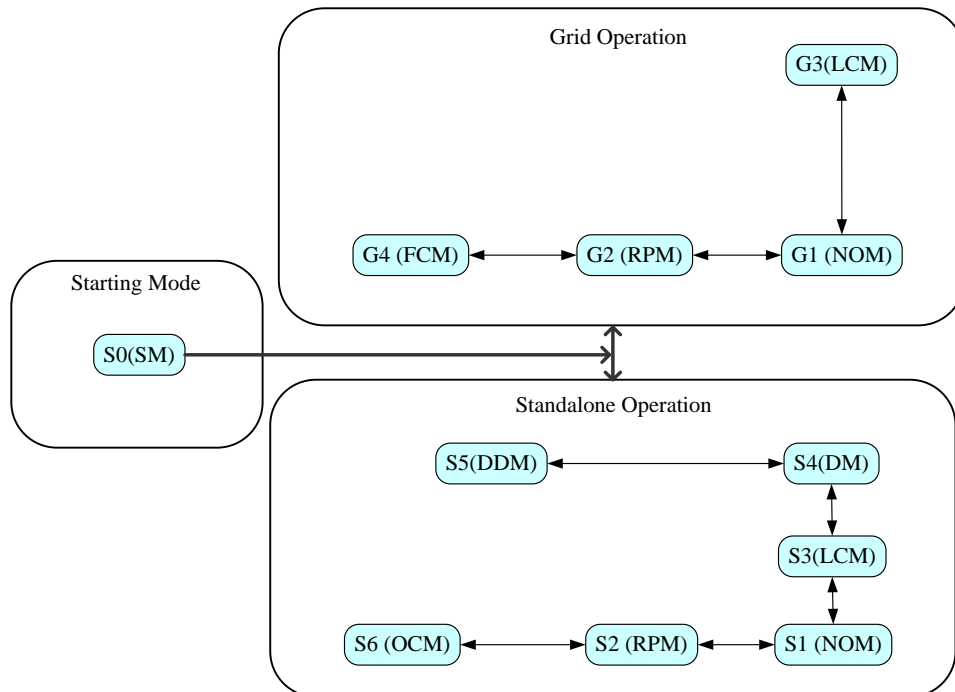 Grid Operation
G3(LCM)
G4 (FCM)
G2 (RPM)
G1 (NOM)
Starting Mode
S0(SM)
Standalone Operation
S5(DDM)
S4(DM)
S3(LCM)
S6 (OCM)
S2 (RPM)
S1 (NOM)